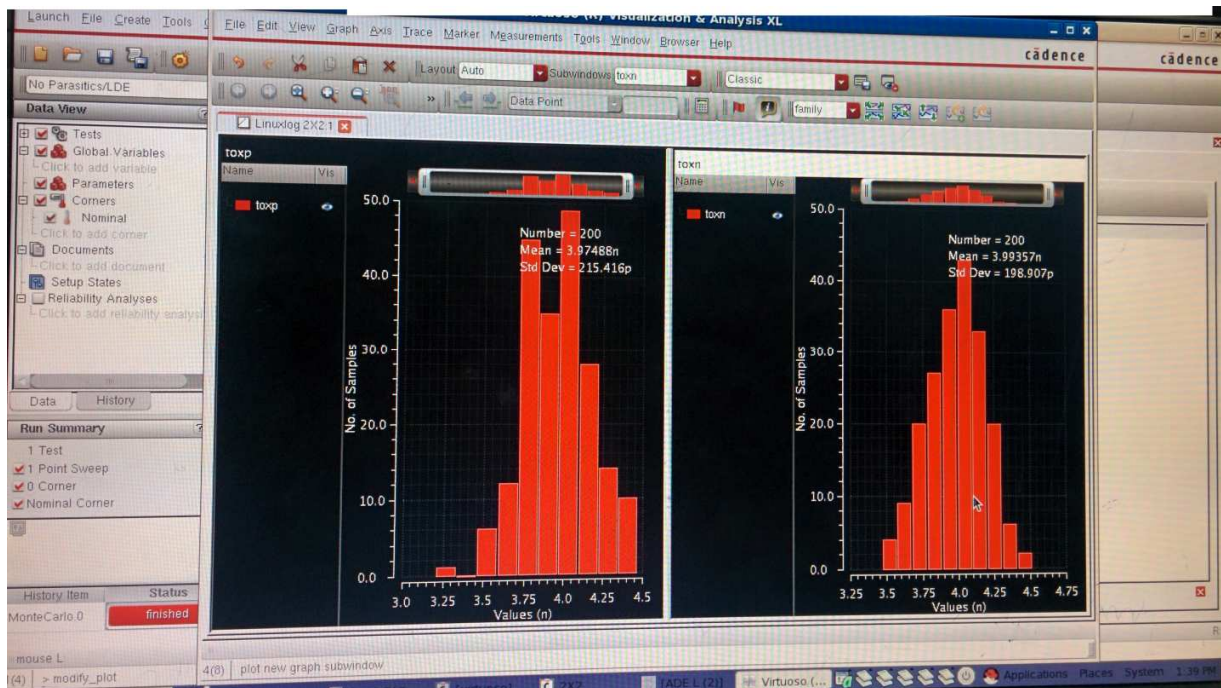 Launch File Create Tools
No Parasitics/LDE
Data View
Tests
Global Variables
Click to add variable
Parameters
Corners
Nominal
Click to add corner
Documents
Click to add document
Setup States
Reliability Analyses
Click to add reliability analysis
Data History
Run Summary
1 Test
1 Point Sweep
0 Corner
Nominal Corner
History Item Status
MonteCarlo.0 finished
mouse L
> modify_plot
(R) Visualization & Analysis XL
File Edit View Graph Axis Trace Marker Measurements Tools Window Browser Help
cādence
Layout Auto Subwindows toxn Classic
» Data Point family
Linuxlog 2X2:1
toxp
Name Vis
toxp
50.0
40.0
30.0
20.0
10.0
0.0
No. of Samples
Number = 200
Mean = 3.97488n
Std Dev = 215.416p
3.0 3.25 3.5 3.75 4.0 4.25 4.5
Values (n)
toxn
Name Vis
toxn
50.0
40.0
30.0
20.0
10.0
0.0
No. of Samples
Number = 200
Mean = 3.99357n
Std Dev = 198.907p
3.25 3.5 3.75 4.0 4.25 4.5 4.75
Values (n)
4(8) plot new graph subwindow
cādence
2X2 [ADE L (2)] Virtuoso (... Applications Places System 1:39 PM